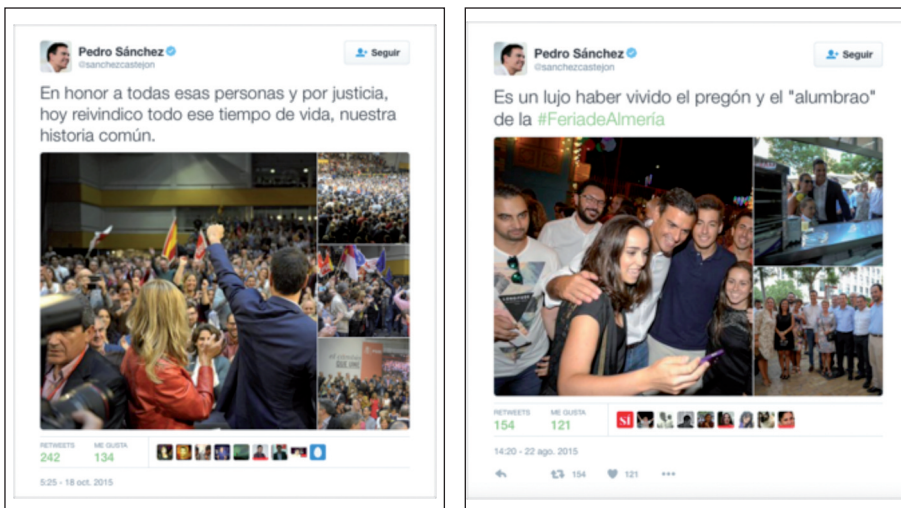 Pedro Sánchez
@sanchezcastejon
Seguir
En honor a todas esas personas y por justicia,
hoy reivindico todo ese tiempo de vida, nuestra
historia común.
RETWEETS
242
ME GUSTA
134
5:25 - 18 oct. 2015
Pedro Sánchez
@sanchezcastejon
Seguir
Es un lujo haber vivido el pregón y el "alumbrao"
de la #FeriadeAlmería
RETWEETS
154
ME GUSTA
121
SÍ
14:20 - 22 ago. 2015
154
121